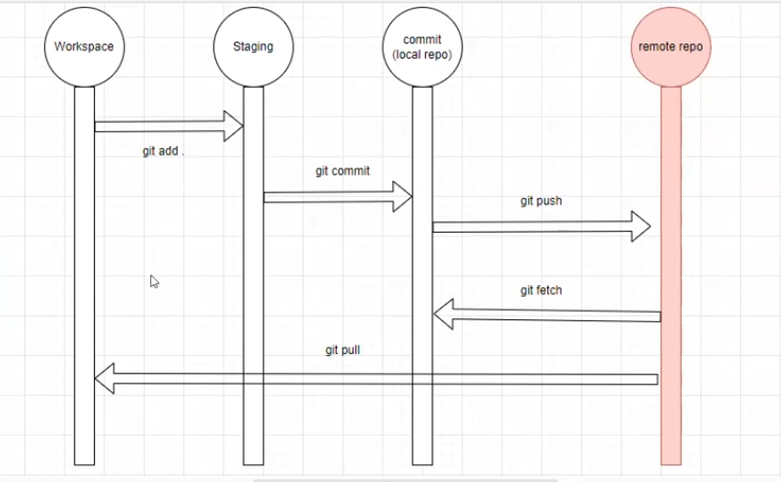 Workspace
Staging
commit
(local repo)
remote repo
git add .
git commit
git push
git fetch
git pull